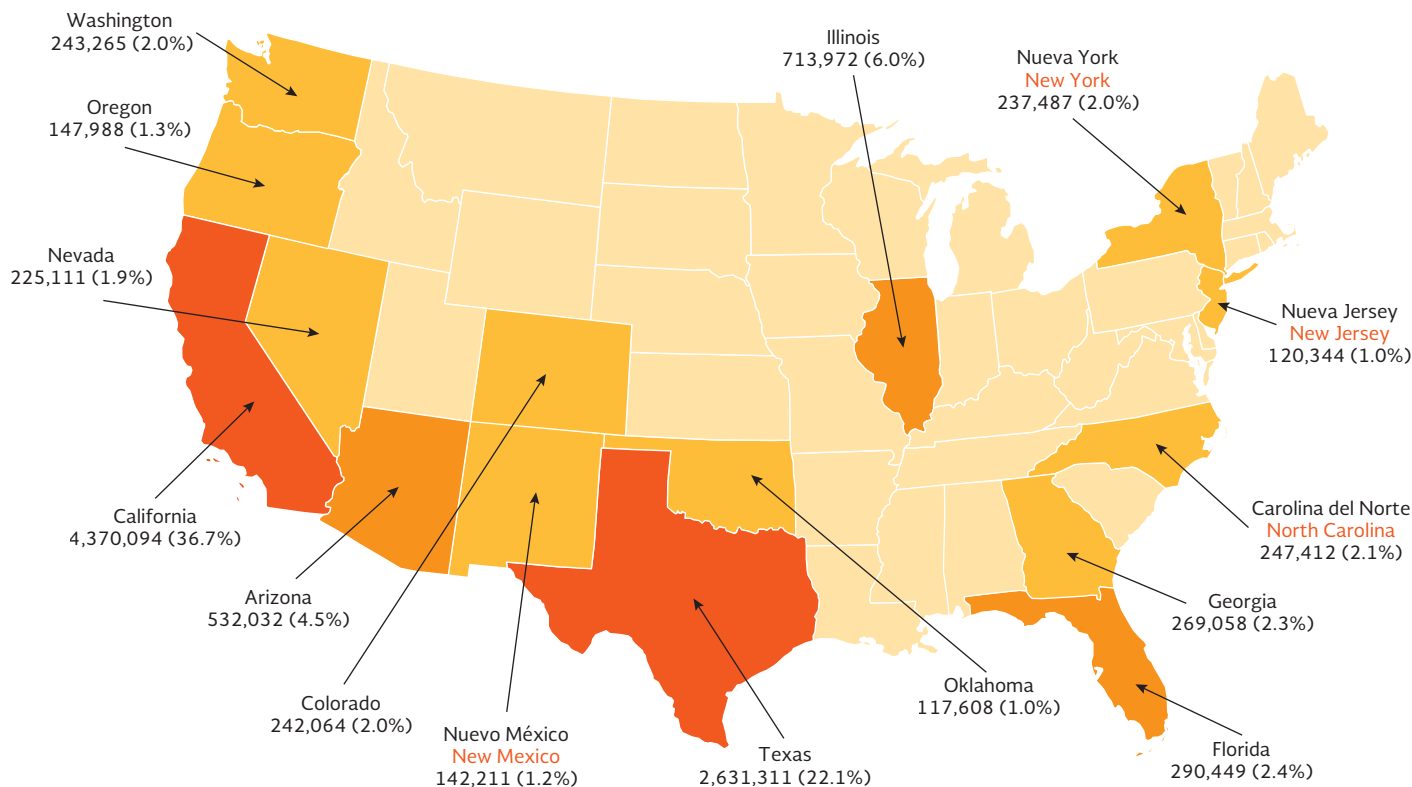 Washington
243,265 (2.0%)
Oregon
147,988 (1.3%)
Nevada
225,111 (1.9%)
California
4,370,094 (36.7%)
Arizona
532,032 (4.5%)
Colorado
242,064 (2.0%)
Nuevo México
New Mexico
142,211 (1.2%)
Texas
2,631,311 (22.1%)
Oklahoma
117,608 (1.0%)
Illinois
713,972 (6.0%)
Nueva York
New York
237,487 (2.0%)
Nueva Jersey
New Jersey
120,344 (1.0%)
Carolina del Norte
North Carolina
247,412 (2.1%)
Georgia
269,058 (2.3%)
Florida
290,449 (2.4%)